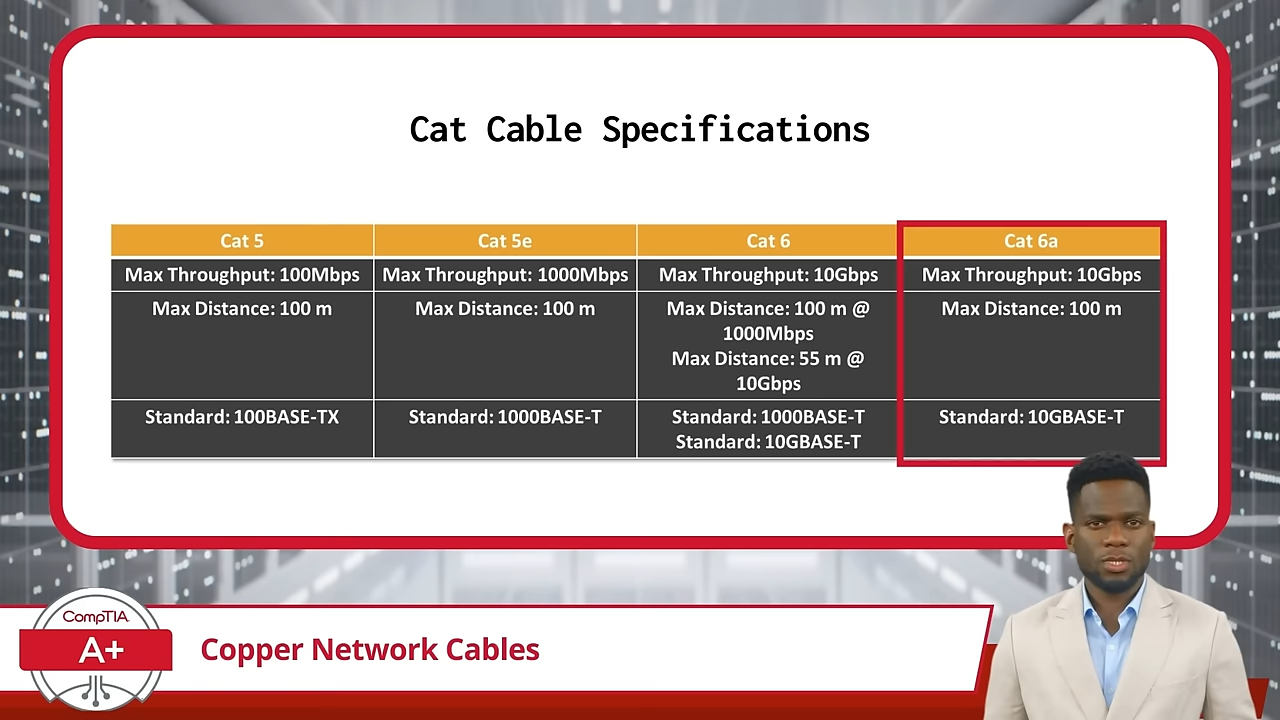 Cat Cable Specifications
Cat 5
Cat 5e
Cat 6
Cat 6a
Max Throughput: 100Mbps
Max Throughput: 1000Mbps
Max Throughput: 10Gbps
Max Throughput: 10Gbps
Max Distance: 100 m
Max Distance: 100 m
Max Distance: 100 m @
1000Mbps
Max Distance: 55 m @
10Gbps
Max Distance: 100 m
Standard: 100BASE-TX
Standard: 1000BASE-T
Standard: 1000BASE-T
Standard: 10GBASE-T
Standard: 10GBASE-T
CompTIA
A+
Copper Network Cables